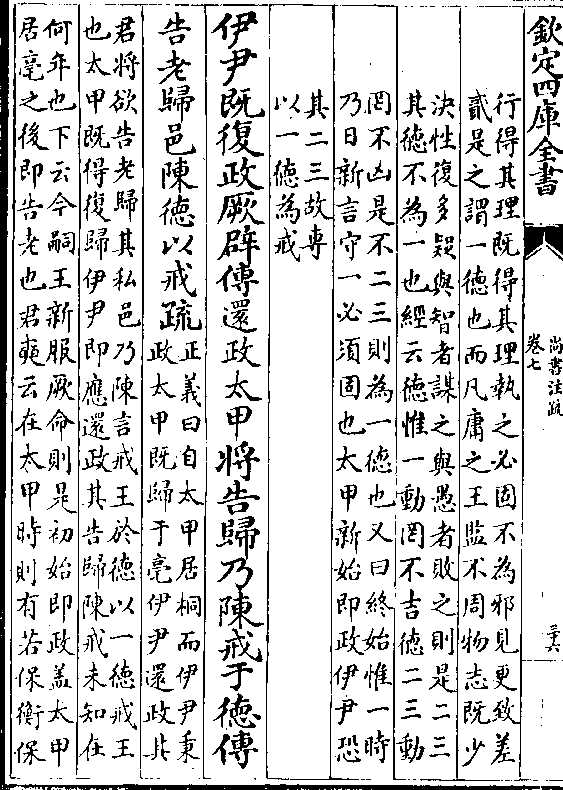 欽定四庫全書
尚書注疏
卷七
行得其理既得其理執之必固不為邪見更致差
貳是之謂一德也而凡庸之王監不周物志既少
決性復多疑與智者謀之與愚者敗之則是二三
其德不為一也經云德惟一動罔不吉德二三動
罔不凶是不二三則為一德也又曰終始惟一時
乃日新言守一必須固也太甲新始即政伊尹恐
其二三故專
以一德為戒
伊尹既復政厥辟傳還政太甲將告歸乃陳戒于德傳
告老歸邑陳德以戒疏
正義曰自太甲居桐而伊尹秉
政太甲既歸于亳伊尹還政其
君將欲告老歸其私邑乃陳言戒王於德以一德戒王
也太甲既得復歸伊尹即應還政其告歸陳戒未知在
何年也下云今嗣王新服厥命則是初始即政蓋太甲
居亳之後即告老也君奭云在太甲時則有若保衡保